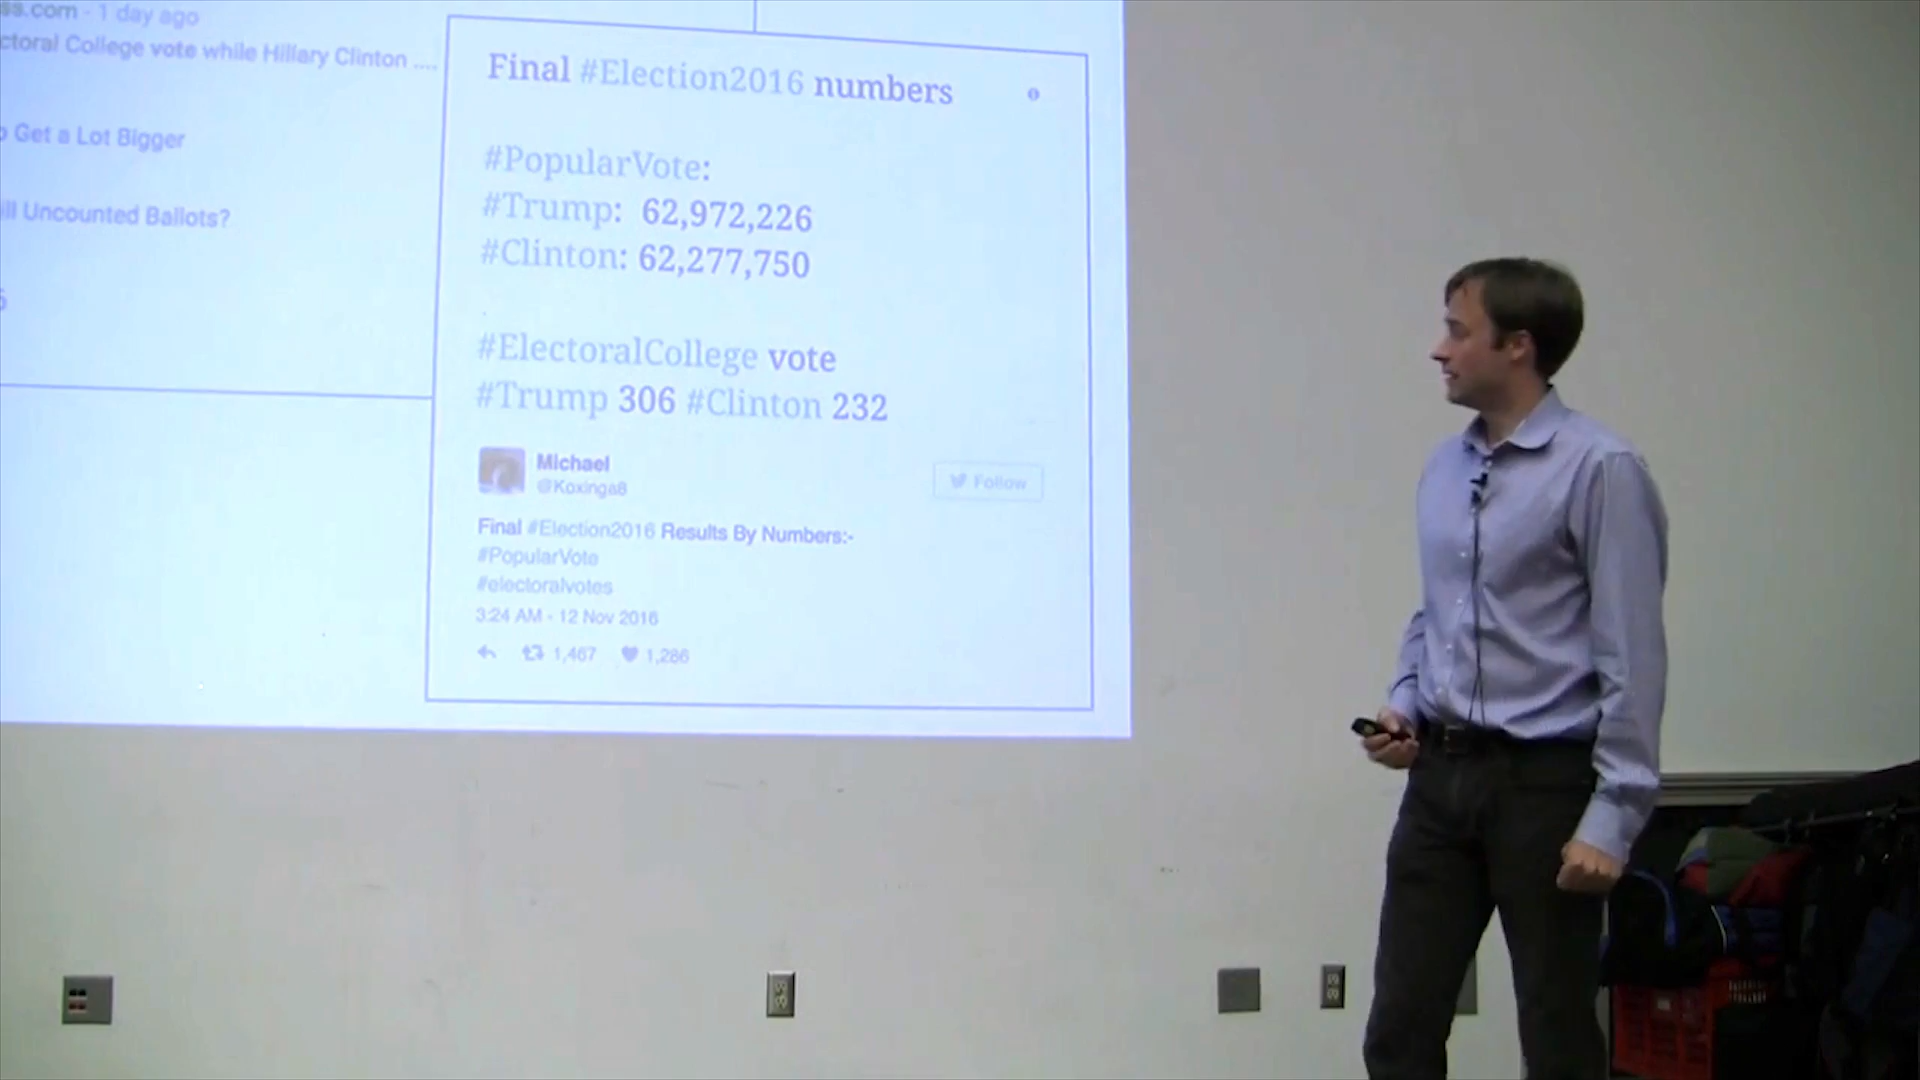 ss.com - 1 day ago
ctoral College vote while Hillary Clinton ....
Get a Lot Bigger
ill Uncounted Ballots?
Final #Election2016 numbers
#PopularVote:
#Trump: 62,972,226
#Clinton: 62,277,750
#ElectoralCollege vote
#Trump 306 #Clinton 232
Michael
@Koxinga8
Follow
Final #Election2016 Results By Numbers:-
#PopularVote
#electoralvotes
3:24 AM - 12 Nov 2016
1,467 1,286